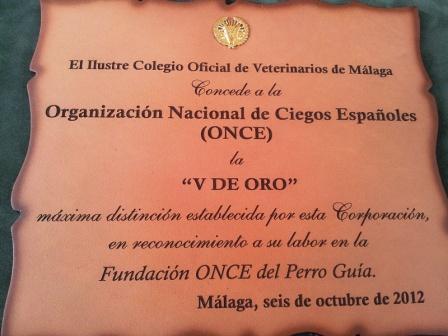 El Ilustre Colegio Oficial de Veterinarios de Málaga
Concede a la
Organización Nacional de Ciegos Españoles
(ONCE)
la
“V DE ORO”
máxima distinción establecida por esta Corporación,
en reconocimiento a su labor en la
Fundación ONCE del Perro Guía.
Málaga, seis de octubre de 2012